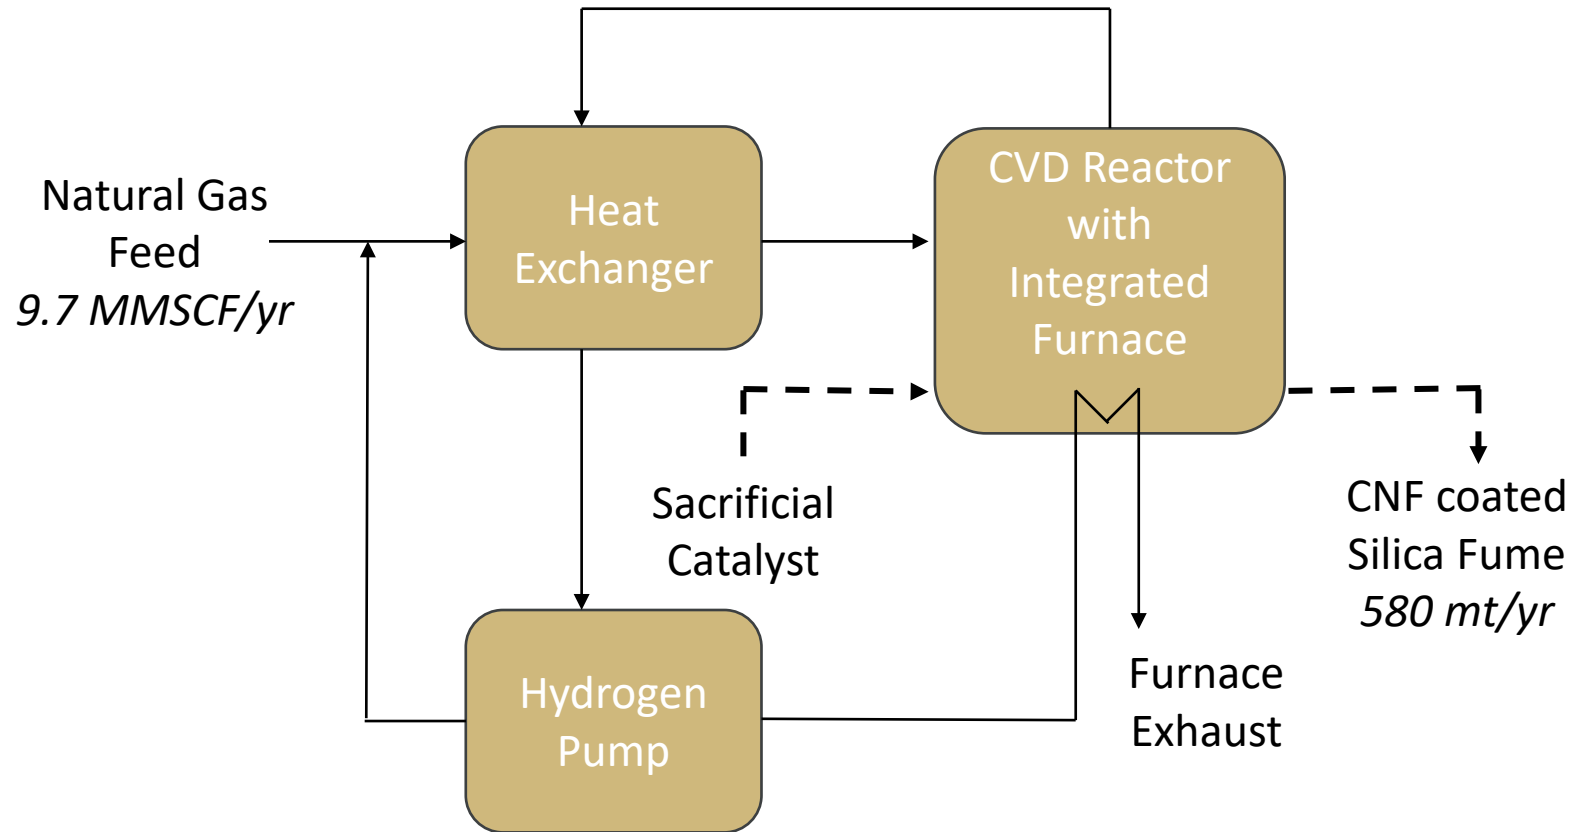 Natural Gas
Feed
9.7 MMSCF/yr
Heat
Exchanger
CVD Reactor
with
Integrated
Furnace
Sacrificial
Catalyst
CNF coated
Silica Fume
580 mt/yr
Hydrogen
Pump
Furnace
Exhaust